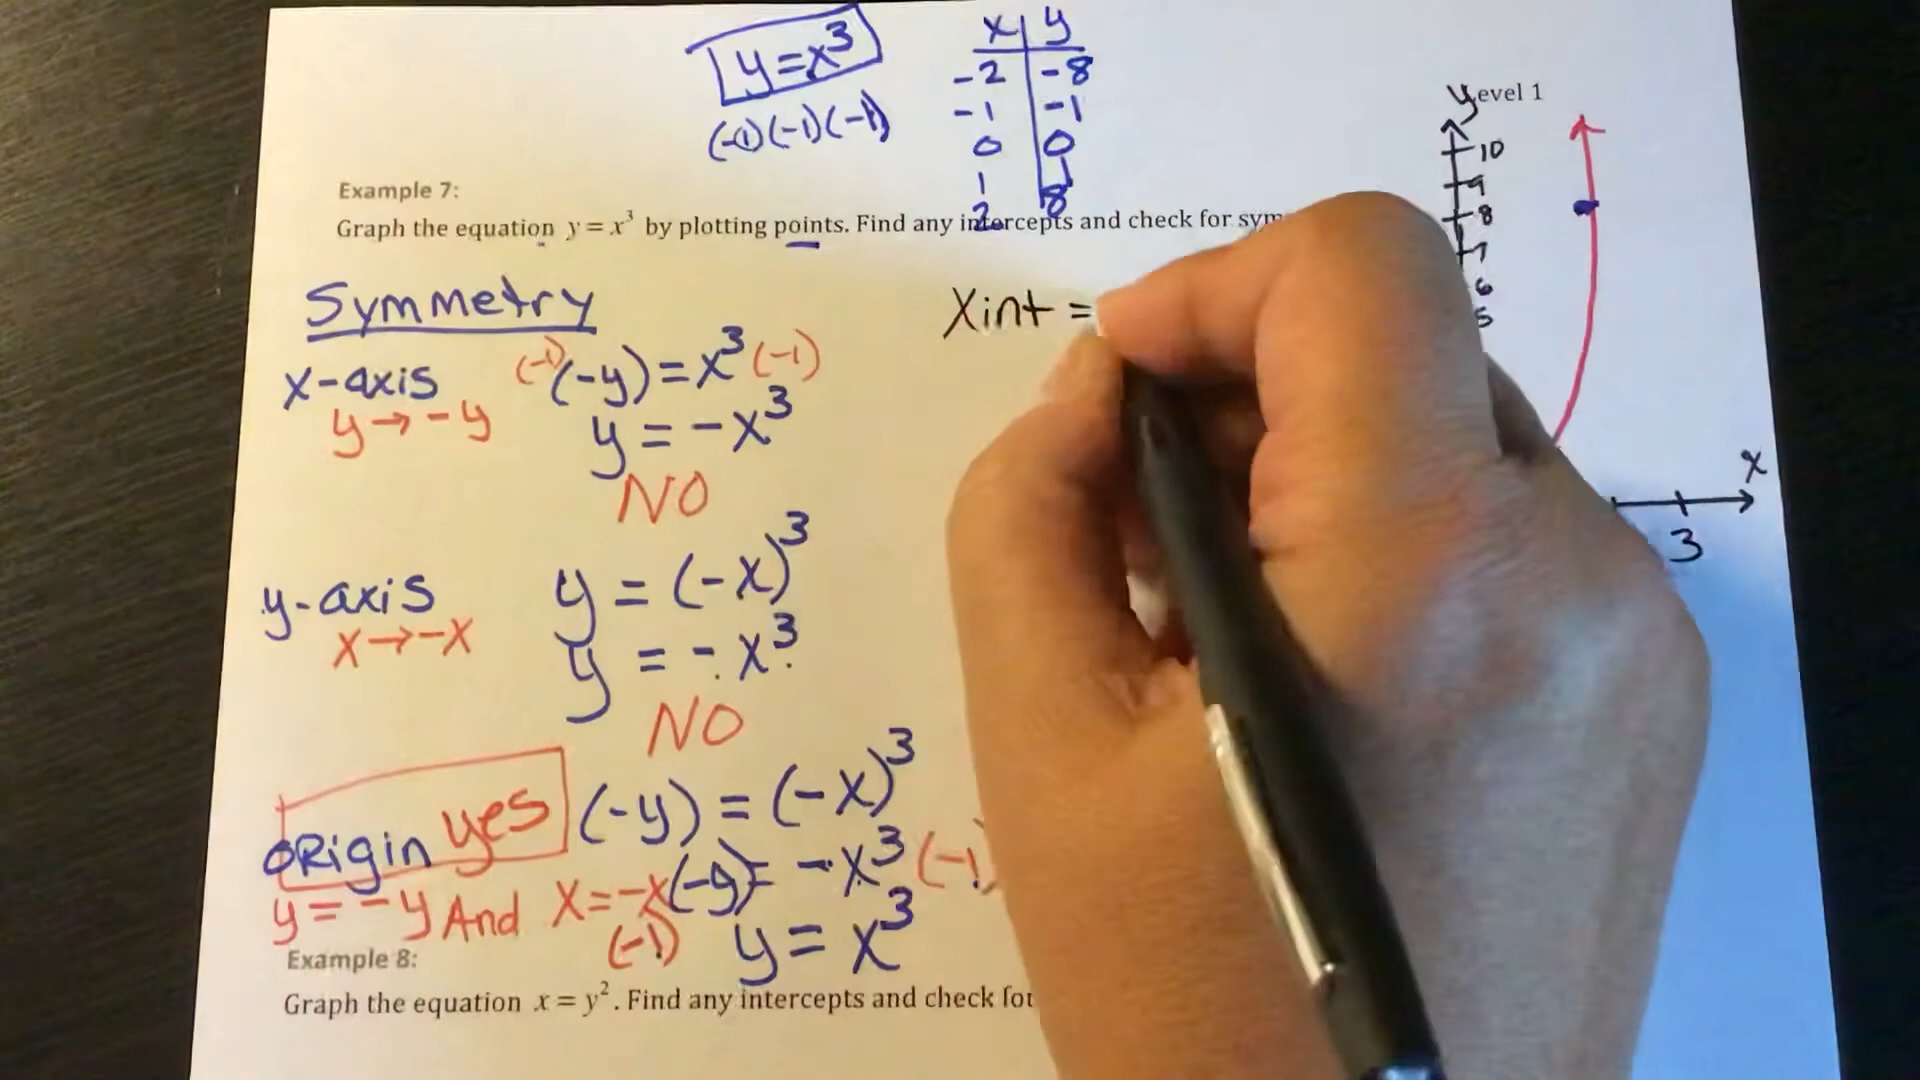 y=x³
(-1)(-1)(-1)
x y
-2 -8
-1 -1
0 0
1 1
2 8
evel 1
y
10
9
8
7
6
5
x
3
Example 7:
Graph the equation y = x³ by plotting points. Find any intercepts and check for sym
Symmetry
x-axis
y→-y
(-1)(-y)=x³(-1)
y=-x³
NO
y-axis
x→-x
y=(-x)³
y=-x³
NO
Origin yes
y=-y And x=-x
(-y)=(-x)³
(-y)=-x³(-1)
(-1)
y=x³
Xint =
Example 8:
Graph the equation x = y². Find any intercepts and check for